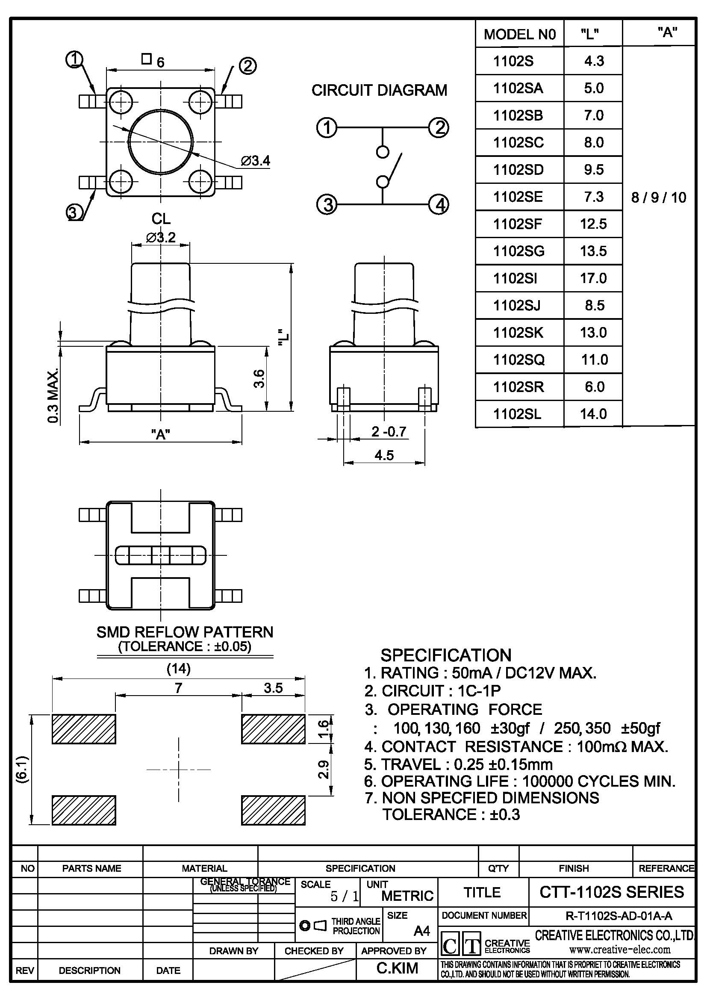 MODEL N0 "L" "A"
1102S 4.3
1102SA 5.0
1102SB 7.0
1102SC 8.0
1102SD 9.5
1102SE 7.3
8 / 9 / 10
1102SF 12.5
1102SG 13.5
1102SI 17.0
1102SJ 8.5
1102SK 13.0
1102SQ 11.0
1102SR 6.0
1102SL 14.0
1
6
2
Ø3.4
3
CIRCUIT DIAGRAM
1 2
3 4
CL
Ø3.2
"L"
3.6
0.3 MAX.
"A"
2 -0.7
4.5
SMD REFLOW PATTERN
(TOLERANCE : ±0.05)
(14)
7 3.5
1.6
(6.1)
2.9
SPECIFICATION
1. RATING : 50mA / DC12V MAX.
2. CIRCUIT : 1C-1P
3. OPERATING FORCE
: 100, 130, 160 ±30gf / 250, 350 ±50gf
4. CONTACT RESISTANCE : 100mΩ MAX.
5. TRAVEL : 0.25 ±0.15mm
6. OPERATING LIFE : 100000 CYCLES MIN.
7. NON SPECFIED DIMENSIONS
TOLERANCE : ±0.3
NO PARTS NAME MATERIAL SPECIFICATION Q'TY FINISH REFERANCE
GENERAL TORANCE
(UNLESS SPECIFIED)
SCALE
5 / 1
UNIT
METRIC
TITLE
CTT-1102S SERIES
THIRD ANGLE
PROJECTION
SIZE
A4
DOCUMENT NUMBER
R-T1102S-AD-01A-A
DRAWN BY CHECKED BY APPROVED BY
C.KIM
C T
CREATIVE
ELECTRONICS
CREATIVE ELECTRONICS CO.,LTD.
www.creative-elec.com
REV DESCRIPTION DATE
THIS DRAWING CONTAINS INFORMATION THAT IS PROPRIET TO CREATIVE ELECTRONICS
CO.,LTD. AND SHOULD NOT BE USED WITHOUT WRITTEN PERMISSION.